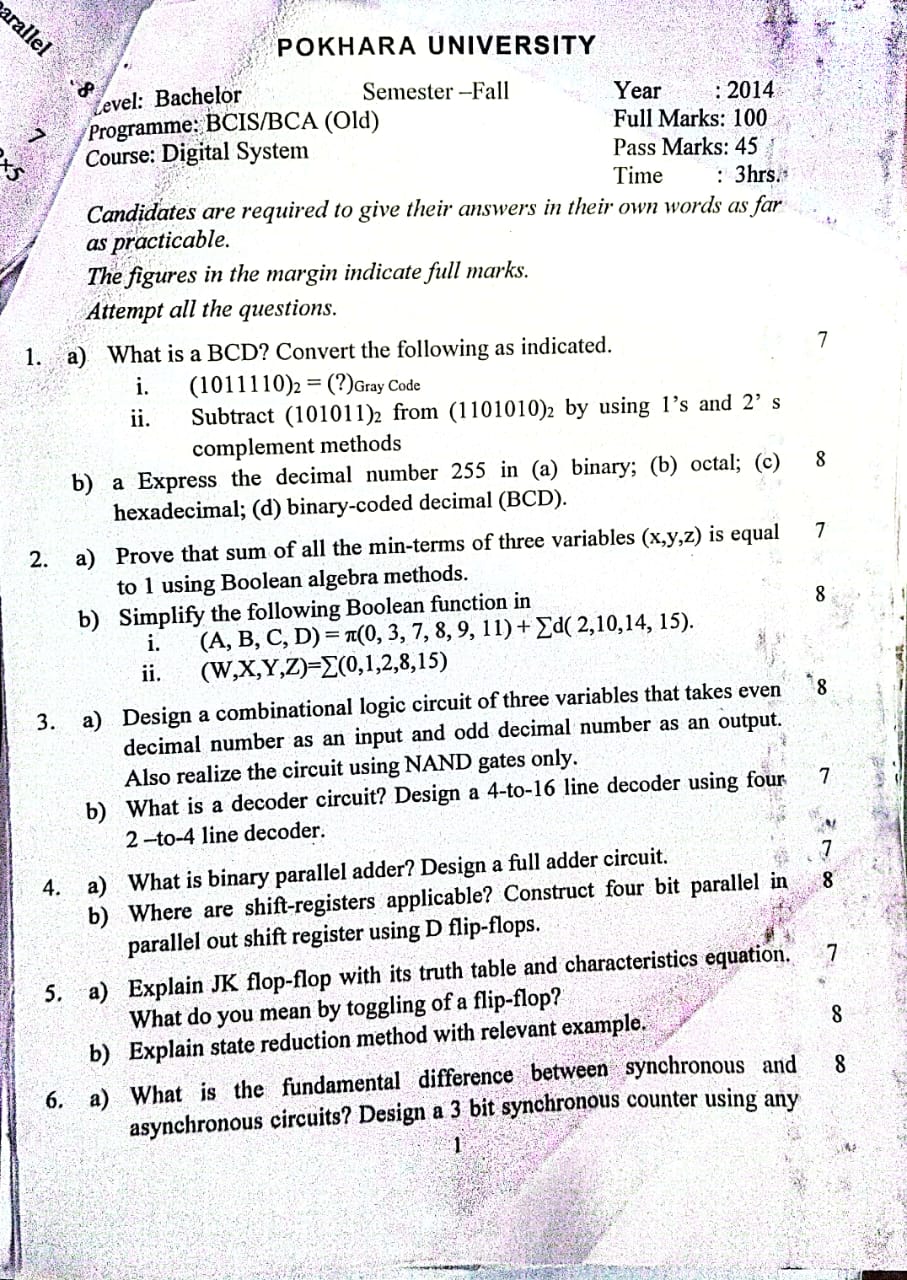 arallel
8
7
2+5
POKHARA UNIVERSITY
Level: Bachelor Semester –Fall Year : 2014
Programme: BCIS/BCA (Old) Full Marks: 100
Course: Digital System Pass Marks: 45
Time : 3hrs.
Candidates are required to give their answers in their own words as far
as practicable.
The figures in the margin indicate full marks.
Attempt all the questions.
1. a) What is a BCD? Convert the following as indicated. 7
i. (1011110)₂ = (?)Gray Code
ii. Subtract (101011)₂ from (1101010)₂ by using 1's and 2' s
complement methods
b) a Express the decimal number 255 in (a) binary; (b) octal; (c) 8
hexadecimal; (d) binary-coded decimal (BCD).
2. a) Prove that sum of all the min-terms of three variables (x,y,z) is equal 7
to 1 using Boolean algebra methods.
b) Simplify the following Boolean function in 8
i. (A, B, C, D) = π(0, 3, 7, 8, 9, 11) + ∑d( 2,10,14, 15).
ii. (W,X,Y,Z)=∑(0,1,2,8,15)
3. a) Design a combinational logic circuit of three variables that takes even 8
decimal number as an input and odd decimal number as an output.
Also realize the circuit using NAND gates only.
b) What is a decoder circuit? Design a 4-to-16 line decoder using four 7
2 –to-4 line decoder.
4. a) What is binary parallel adder? Design a full adder circuit. 7
b) Where are shift-registers applicable? Construct four bit parallel in 8
parallel out shift register using D flip-flops.
5. a) Explain JK flop-flop with its truth table and characteristics equation. 7
What do you mean by toggling of a flip-flop?
b) Explain state reduction method with relevant example. 8
6. a) What is the fundamental difference between synchronous and 8
asynchronous circuits? Design a 3 bit synchronous counter using any
1